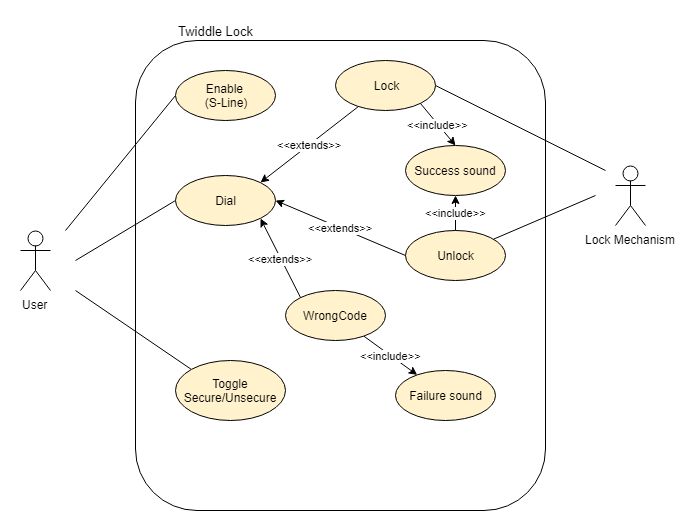 Twiddle Lock
Enable
(S-Line)
Lock
<<include>>
<<extends>>
Success sound
Dial
<<include>>
<<extends>>
Lock Mechanism
Unlock
<<extends>>
User
WrongCode
<<include>>
Toggle
Secure/Unsecure
Failure sound